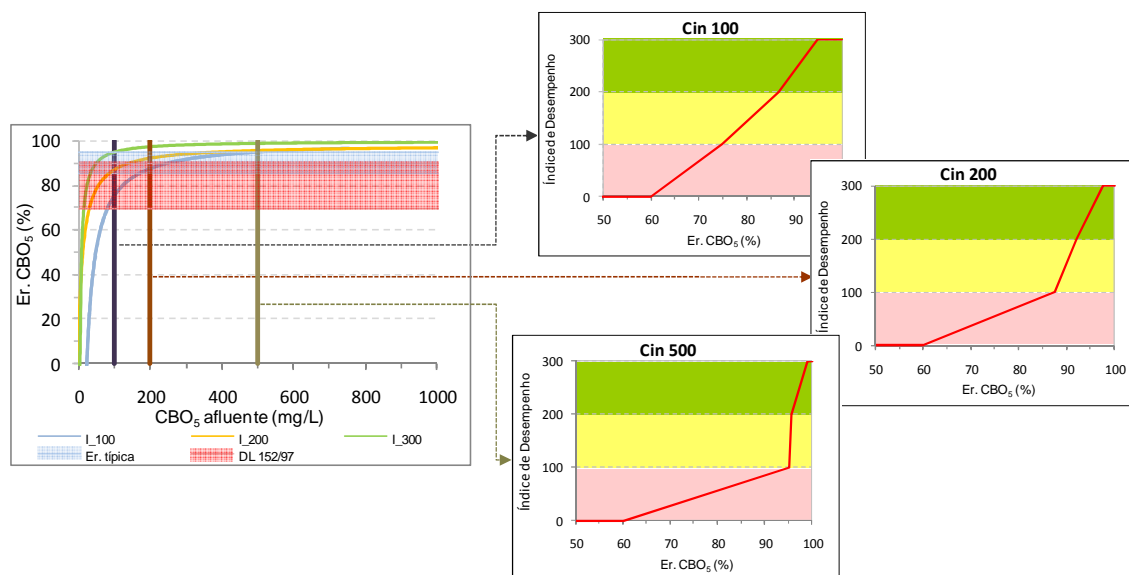 Er. CBO₅ (%)
100
80
60
40
20
0
0 200 400 600 800 1000
CBO₅ afluente (mg/L)
I_100 I_200 I_300
Er. típica DL 152/97
Cin 100
Índice de Desempenho
300
200
100
0
50 60 70 80 90
Er. CBO₅ (%)
Cin 200
Índice de Desempenho
300
200
100
0
50 60 70 80 90 100
Er. CBO₅ (%)
Cin 500
Índice de Desempenho
300
200
100
0
50 60 70 80 90 100
Er. CBO₅ (%)